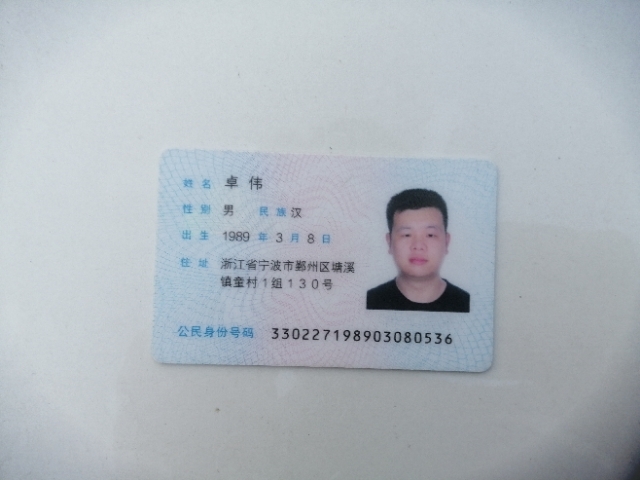 姓名 卓伟
性别 男 民族 汉
出生 1989 年 3 月 8 日
住址 浙江省宁波市鄞州区塘溪
镇奎村1组130号
公民身份号码 330227198903080536